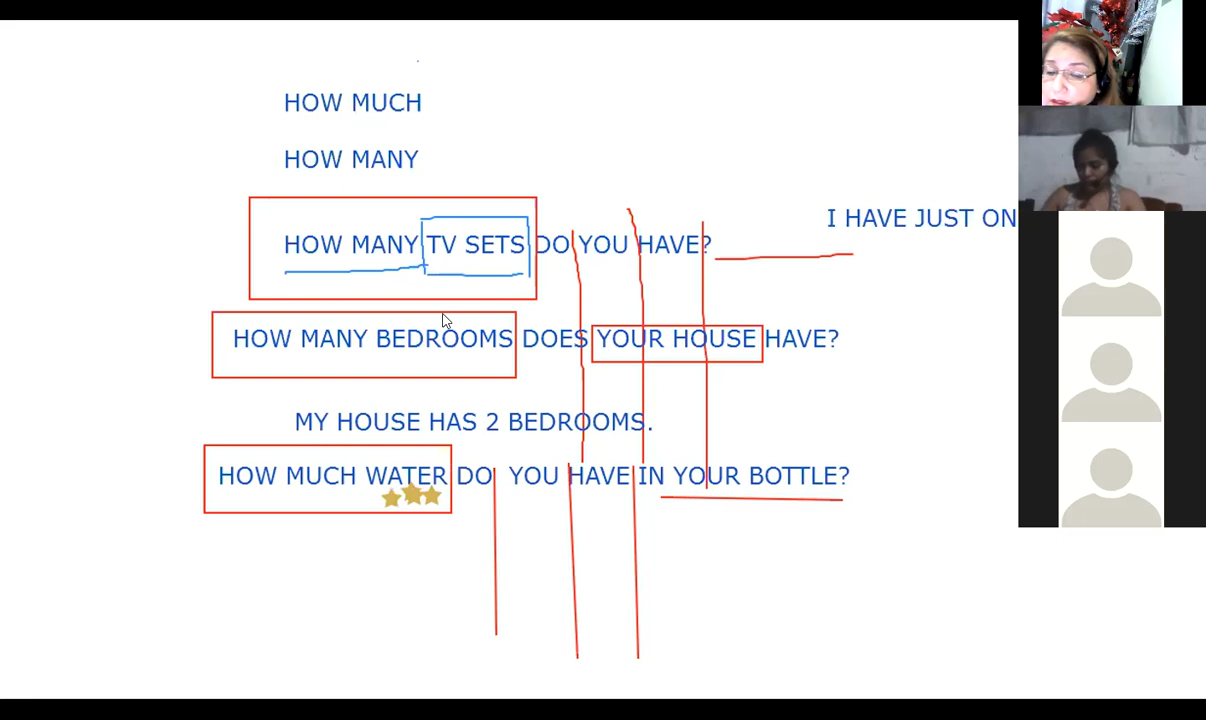 HOW MUCH
HOW MANY
I HAVE JUST ON
HOW MANY TV SETS DO YOU HAVE?
HOW MANY BEDROOMS DOES YOUR HOUSE HAVE?
MY HOUSE HAS 2 BEDROOMS.
HOW MUCH WATER DO YOU HAVE IN YOUR BOTTLE?